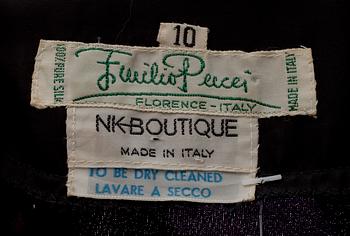 10
100% PURE SILK
Emilio Pucci
MADE IN ITALY
FLORENCE - ITALY
NK-BOUTIQUE
MADE IN ITALY
TO BE DRY CLEANED
LAVARE A SECCO